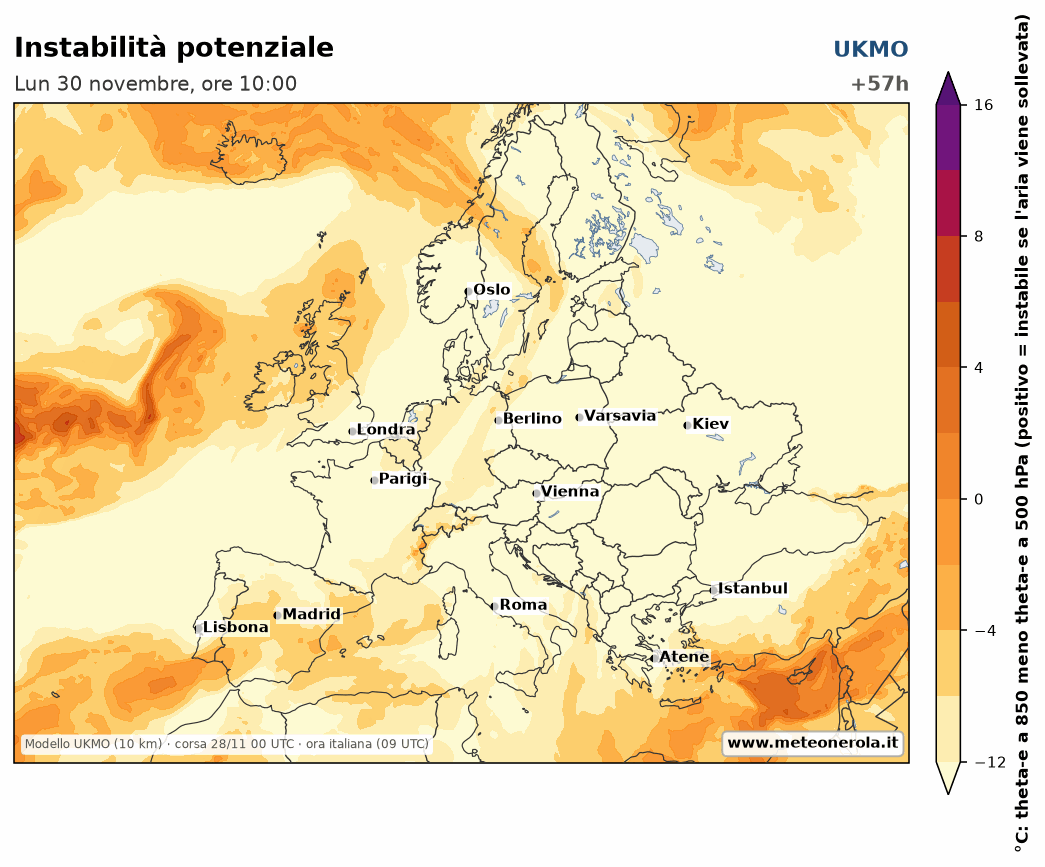 Instabilità potenziale
UKMO
Lun 30 novembre, ore 10:00
+57h
Oslo
Londra
Berlino
Varsavia
Kiev
Parigi
Vienna
Istanbul
Roma
Madrid
Lisbona
Atene
Modello UKMO (10 km) · corsa 28/11 00 UTC · ora italiana (09 UTC)
www.meteonerola.it
16
8
4
0
−4
−12
°C: theta-e a 850 meno theta-e a 500 hPa (positivo = instabile se l'aria viene sollevata)